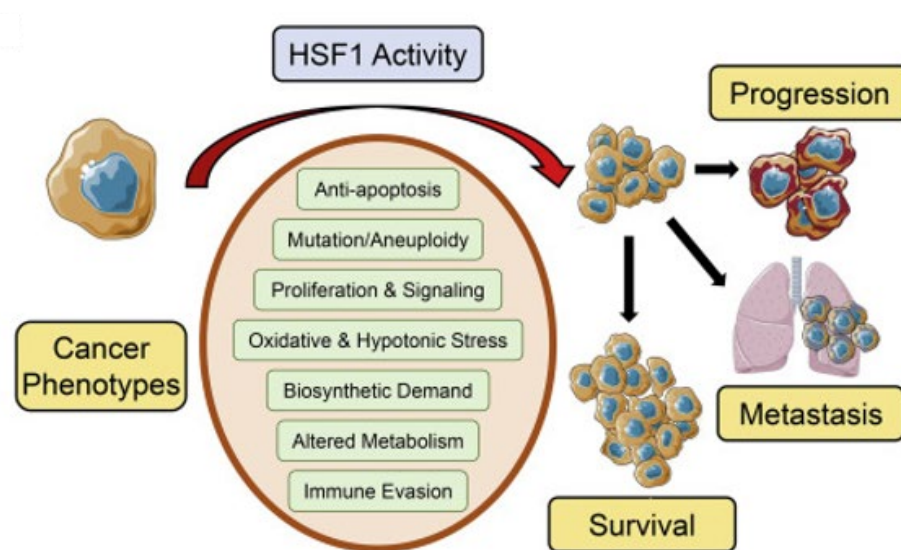 HSF1 Activity
Progression
Anti-apoptosis
Mutation/Aneuploidy
Proliferation & Signaling
Oxidative & Hypotonic Stress
Biosynthetic Demand
Altered Metabolism
Immune Evasion
Cancer
Phenotypes
Metastasis
Survival